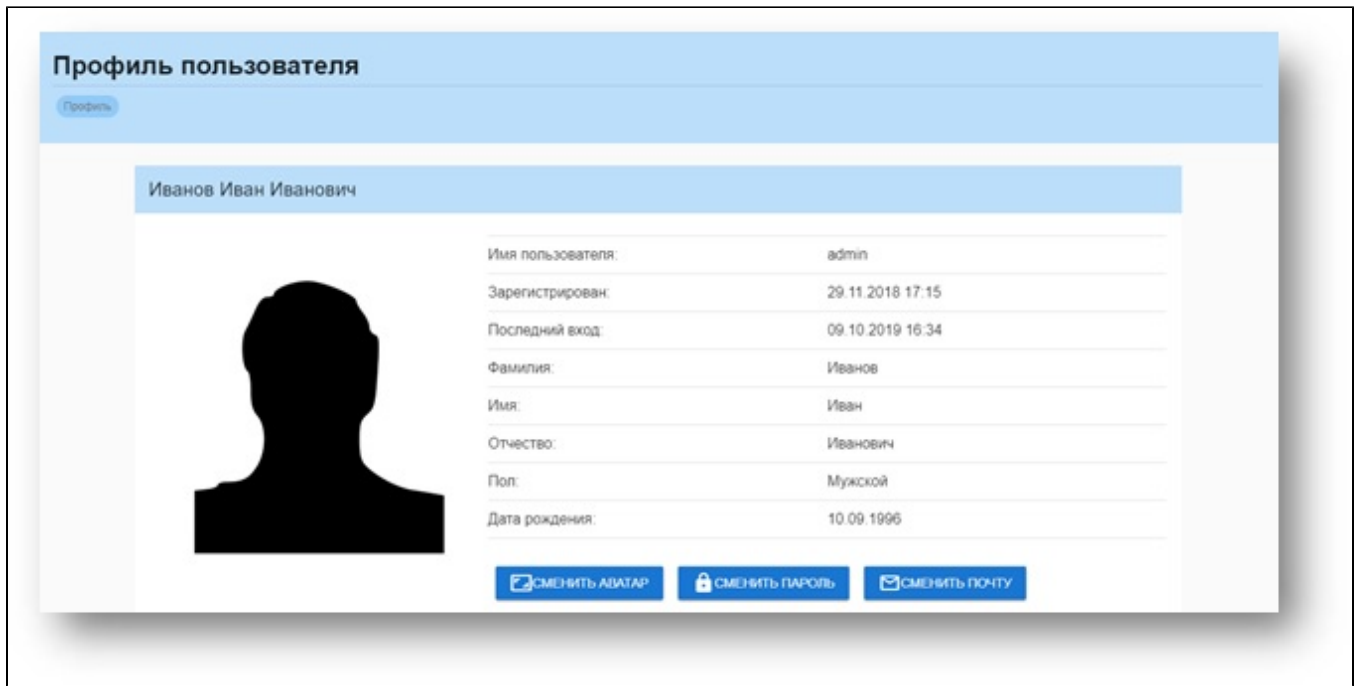 Профиль пользователя
Профиль
Иванов Иван Иванович
Имя пользователя: admin
Зарегистрирован: 29.11.2018 17:15
Последний вход: 09.10.2019 16:34
Фамилия: Иванов
Имя: Иван
Отчество: Иванович
Пол: Мужской
Дата рождения: 10.09.1996
СМЕНИТЬ АВАТАР СМЕНИТЬ ПАРОЛЬ СМЕНИТЬ ПОЧТУ